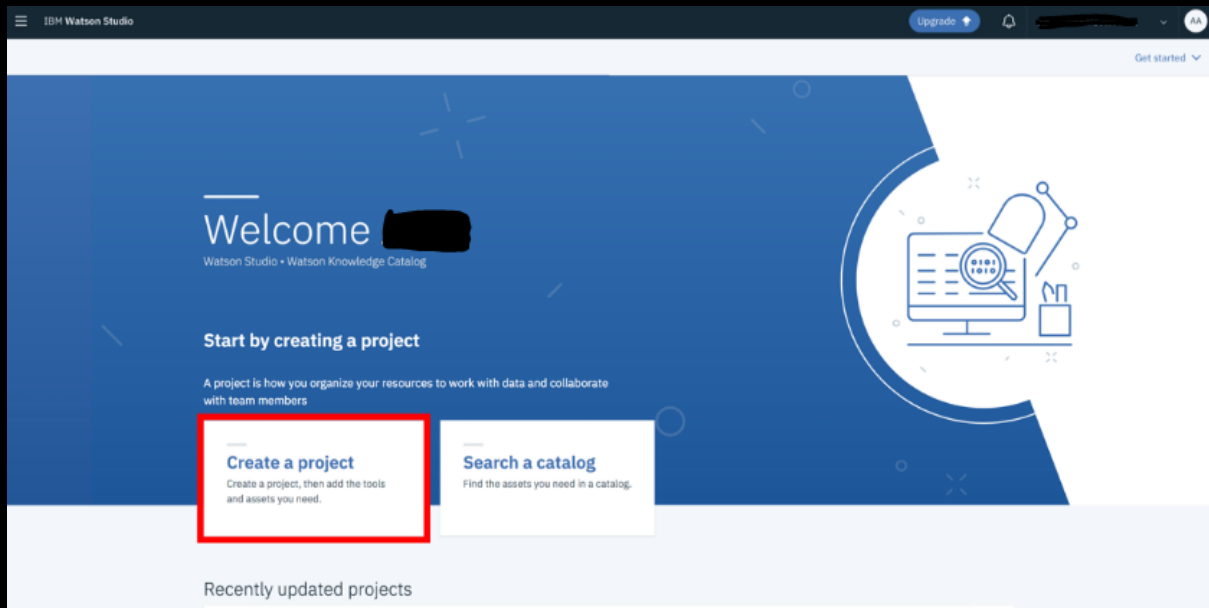 IBM Watson Studio
Upgrade
AA
Get started
Welcome
Watson Studio • Watson Knowledge Catalog
Start by creating a project
A project is how you organize your resources to work with data and collaborate
with team members
Create a project
Create a project, then add the tools
and assets you need.
Search a catalog
Find the assets you need in a catalog.
0101
1010
Recently updated projects